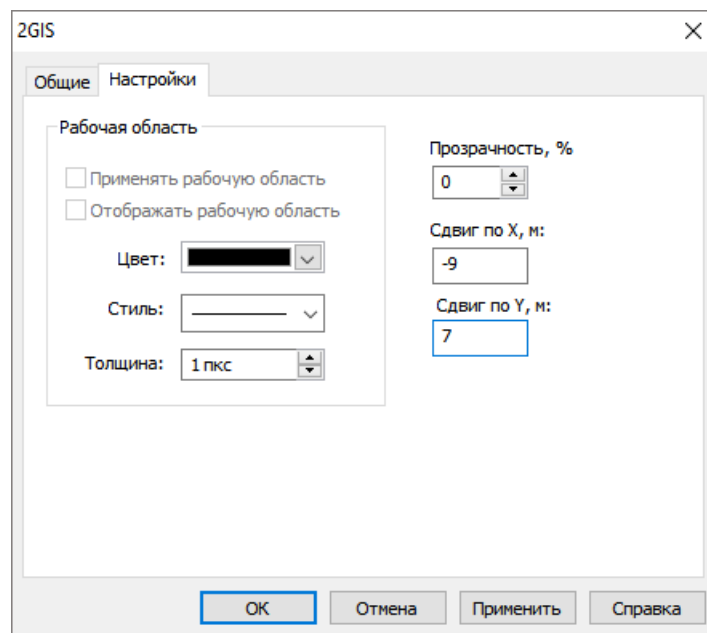 2GIS
Общие
Настройки
Рабочая область
Применять рабочую область
Отображать рабочую область
Цвет:
Стиль:
Толщина: 1 пкс
Прозрачность, %
0
Сдвиг по X, м:
-9
Сдвиг по Y, м:
7
ОК
Отмена
Применить
Справка